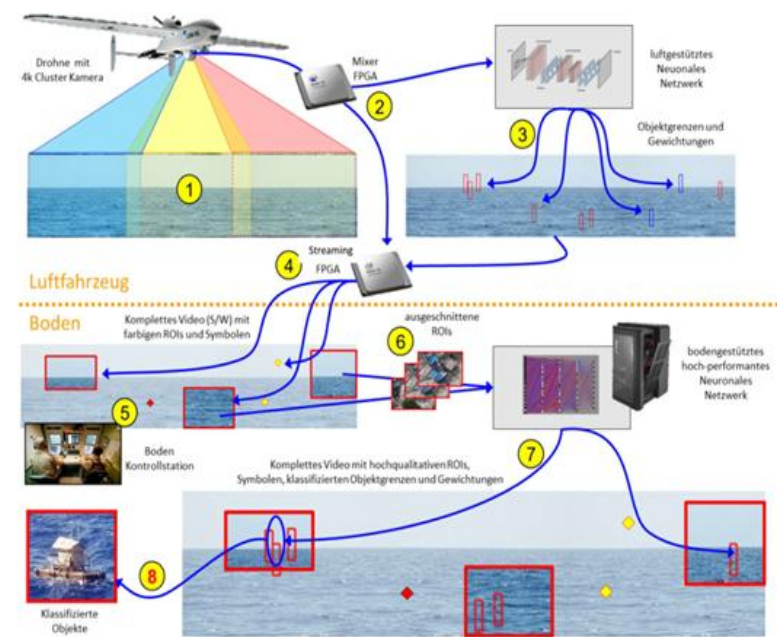 Drohne mit
4k Cluster Kamera
Mixer
FPGA
2
luftgestütztes
Neuonales
Netzwerk
3
Objektgrenzen und
Gewichtungen
1
4
Streaming
FPGA
Luftfahrzeug
Boden
Komplettes Video (S/W) mit
farbigen ROIs und Symbolen
ausgeschnittene
ROIs
6
bodengestütztes
hoch-performantes
Neuronales
Netzwerk
5
Boden
Kontrollstation
7
Komplettes Video mit hochqualitativen ROIs,
Symbolen, klassifizierten Objektgrenzen und Gewichtungen
8
Klassifizierte
Objekte